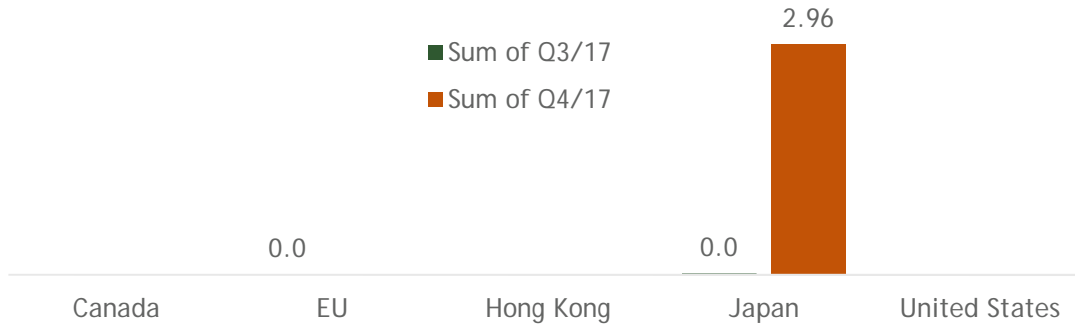 2.96
Sum of Q3/17
Sum of Q4/17
0.0
0.0
Canada
EU
Hong Kong
Japan
United States